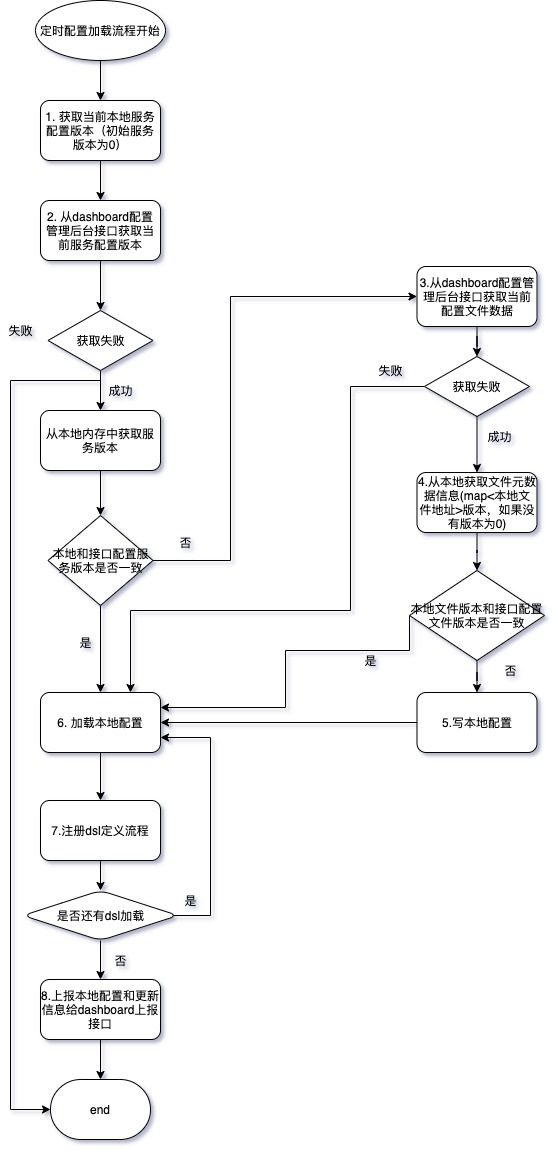 定时配置加载流程开始
1. 获取当前本地服务
配置版本（初始服务
版本为0）
2. 从dashboard配置
管理后台接口获取当
前服务配置版本
3.从dashboard配置管
理后台接口获取当前
配置文件数据
失败
获取失败
失败
获取失败
成功
从本地内存中获取服
务版本
成功
4.从本地获取文件元数
据信息(map<本地文
件地址>版本，如果没
有版本为0)
否
本地和接口配置服
务版本是否一致
本地文件版本和接口配置
文件版本是否一致
是
是
否
6. 加载本地配置
5.写本地配置
7.注册dsl定义流程
是
是否还有dsl加载
否
8.上报本地配置和更新
信息给dashboard上报
接口
end